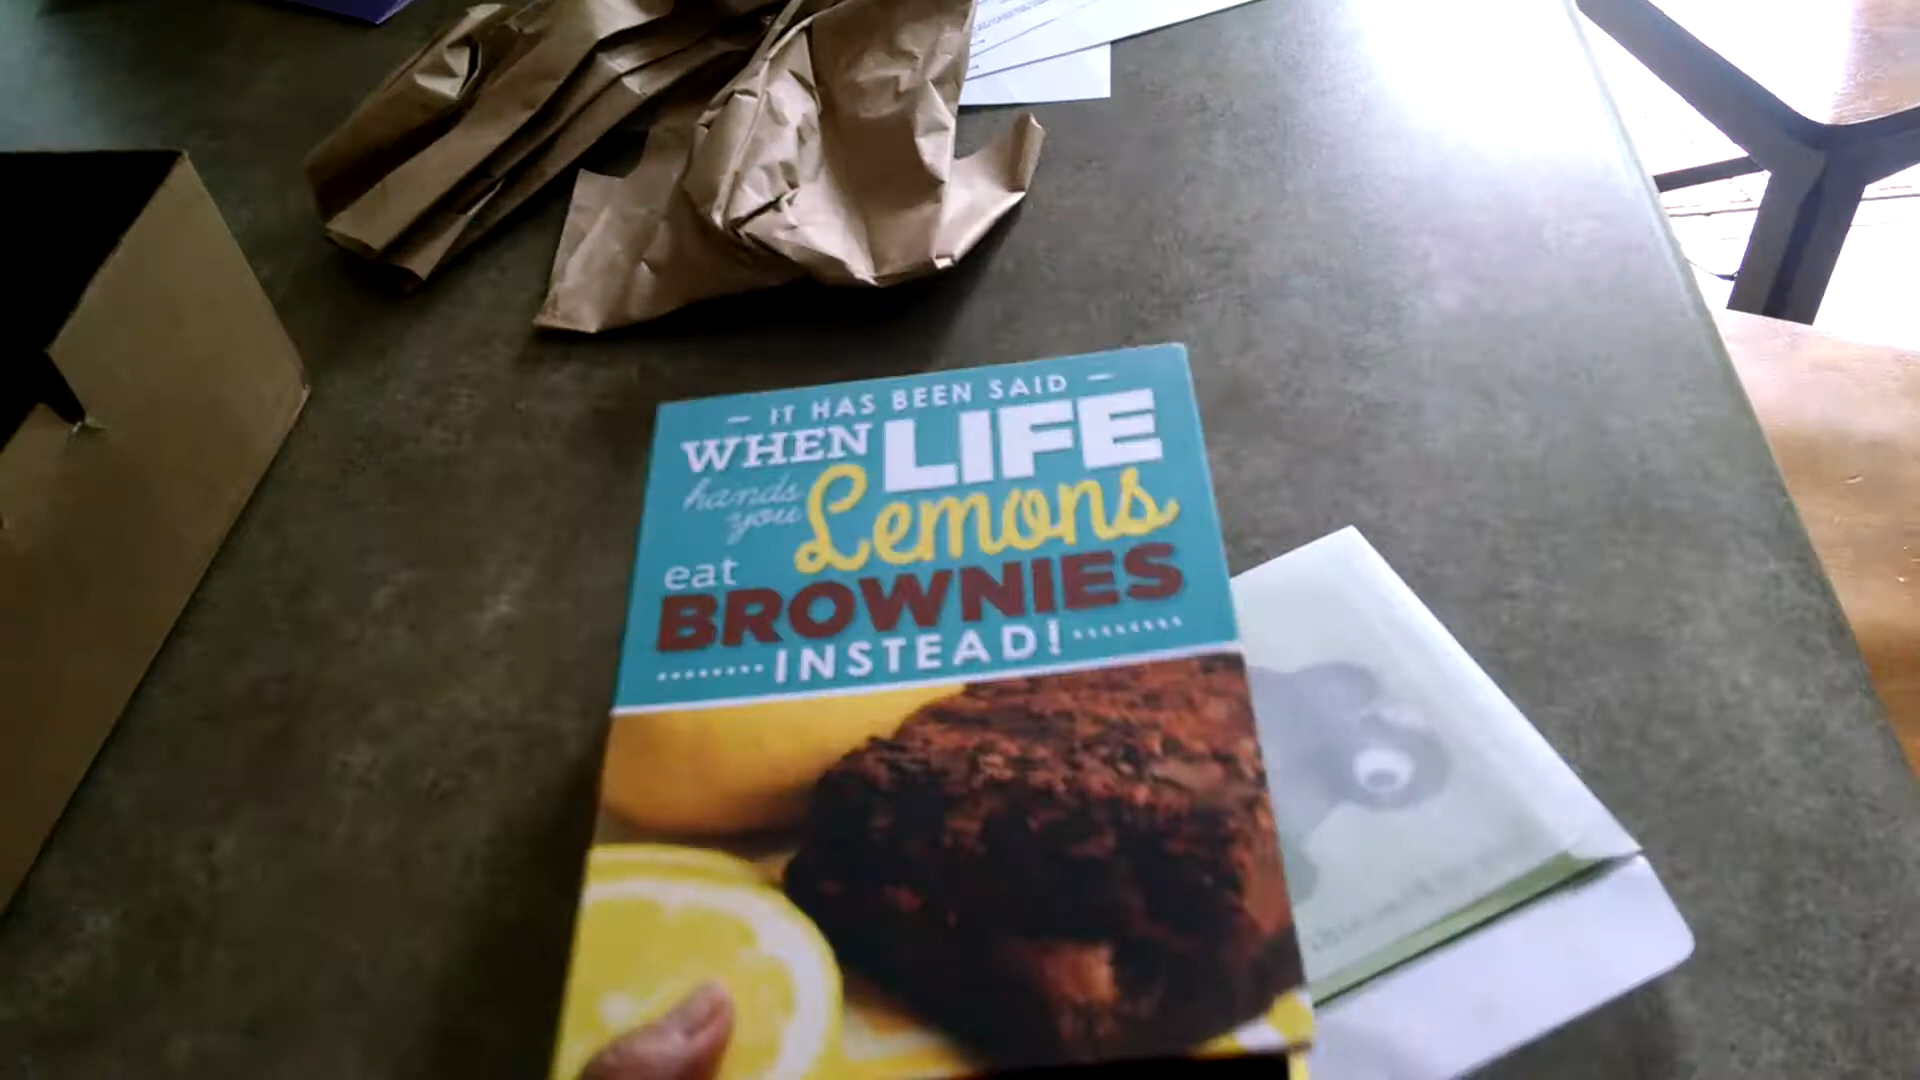 IT HAS BEEN SAID
WHEN LIFE
hands you Lemons
eat
BROWNIES
INSTEAD!